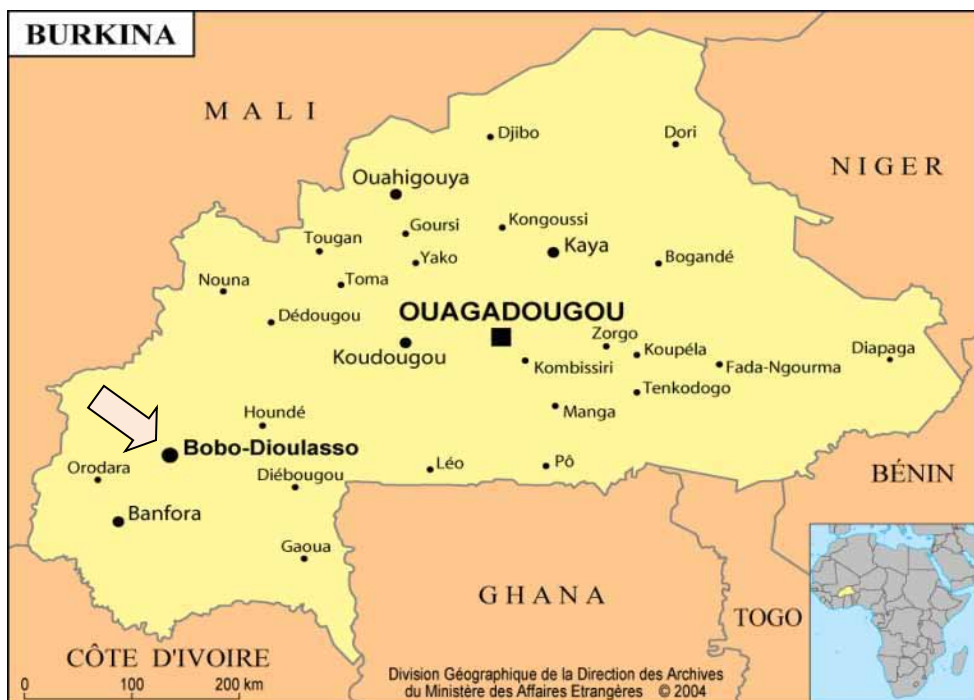 BURKINA
MALI
Djibo
Dori
NIGER
Ouahigouya
Goursi
Kongoussi
Tougan
Kaya
Yako
Bogandé
Nouna
Toma
OUAGADOUGOU
Dédougou
Zorgo
Koudougou
Koupéla
Diapaga
Kombissiri
Fada-Ngourma
Tenkodogo
Manga
Houndé
Bobo-Dioulasso
Orodara
Diébougou
Léo
Pô
BÉNIN
Banfora
Gaoua
GHANA
TOGO
CÔTE D'IVOIRE
Division Géographique de la Direction des Archives
du Ministère des Affaires Etrangères © 2004
0 100 200 km